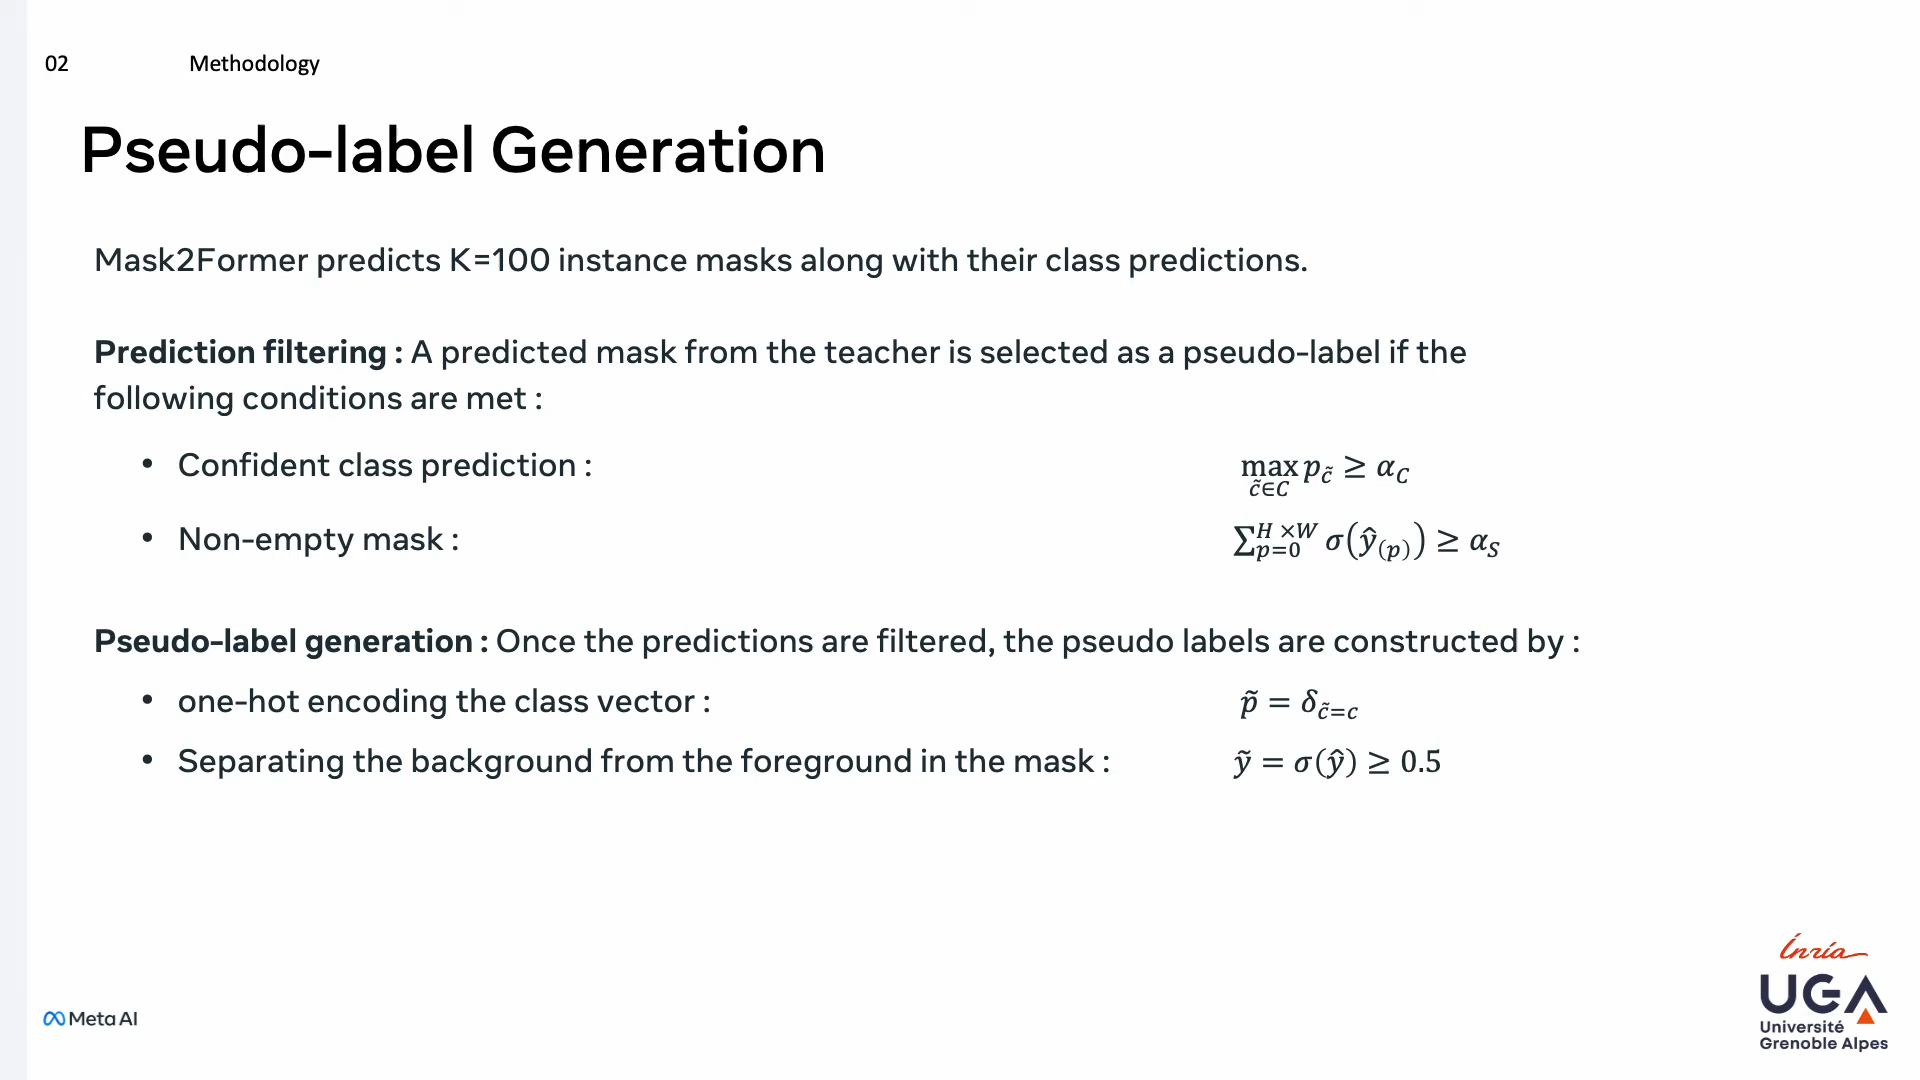 02 Methodology
Pseudo-label Generation
Mask2Former predicts K=100 instance masks along with their class predictions.
Prediction filtering : A predicted mask from the teacher is selected as a pseudo-label if the
following conditions are met :
• Confident class prediction : max_{c̃∈C} p_{c̃} ≥ α_C
• Non-empty mask : ∑_{p=0}^{H ×W} σ(ŷ_{(p)}) ≥ α_S
Pseudo-label generation : Once the predictions are filtered, the pseudo labels are constructed by :
• one-hot encoding the class vector : p̃ = δ_{c̃=c}
• Separating the background from the foreground in the mask : ỹ = σ(ŷ) ≥ 0.5
Inria
UGA
Université
Grenoble Alpes
Meta AI